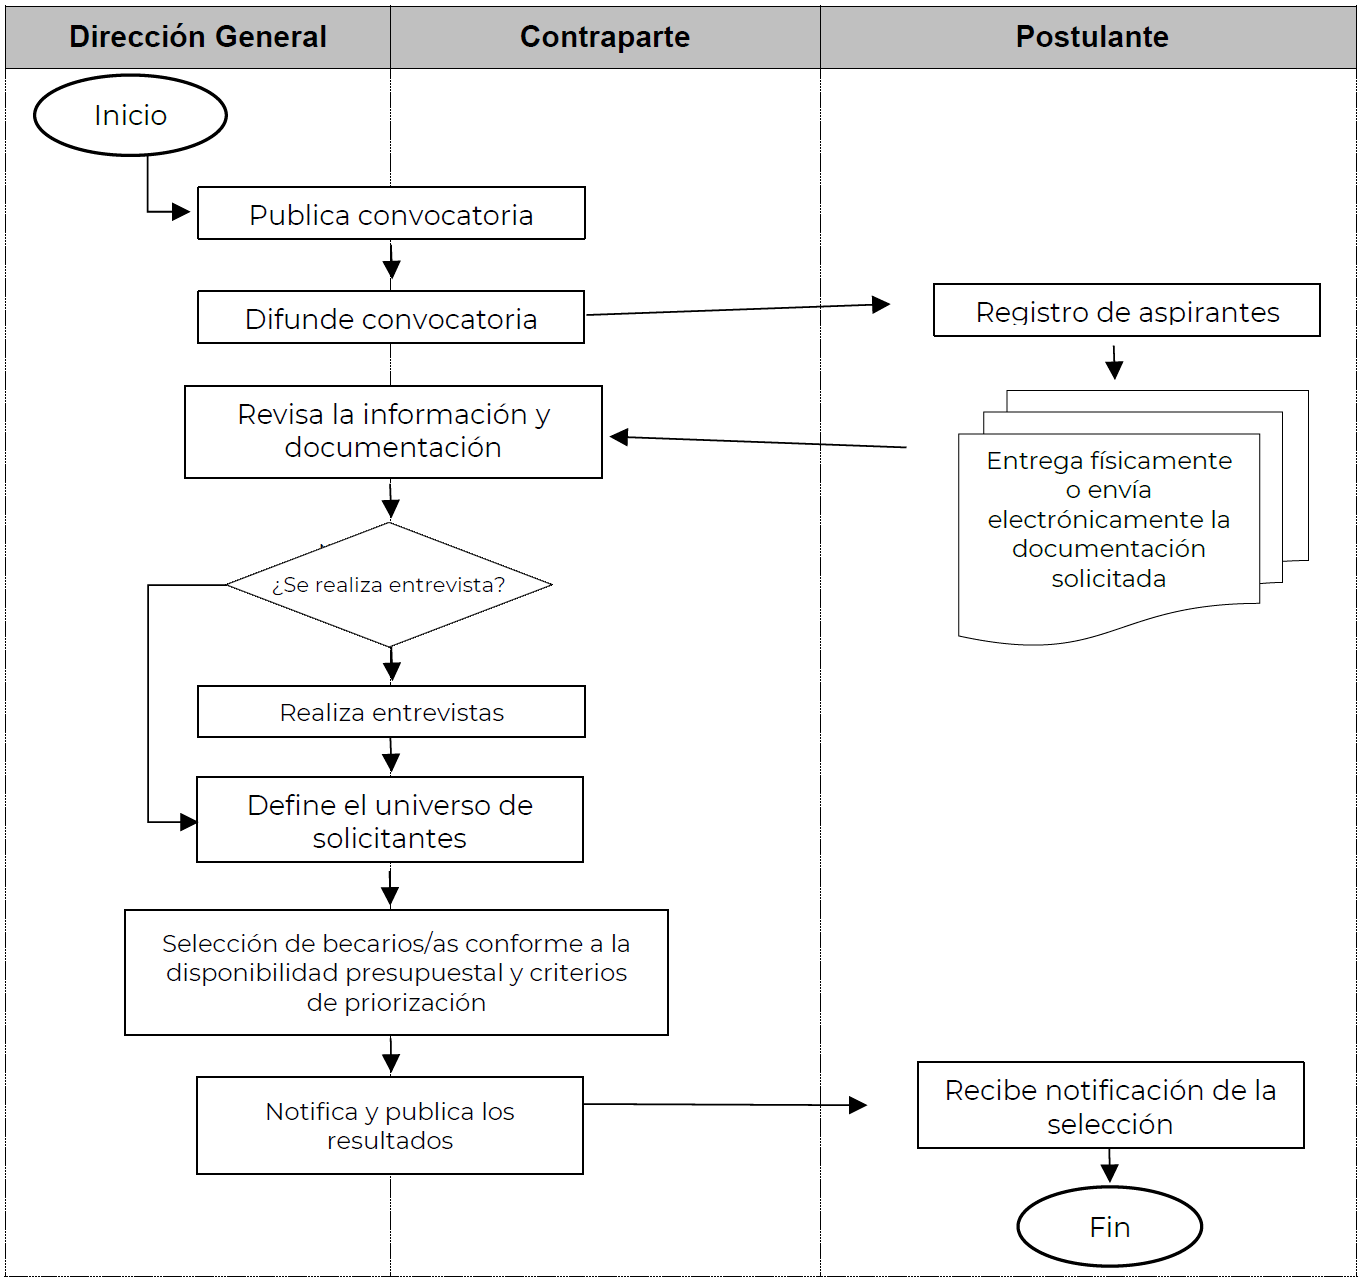 Dirección General
Contraparte
Postulante
Inicio
Publica convocatoria
Difunde convocatoria
Registro de aspirantes
Revisa la información y
documentación
Entrega físicamente
o envía
electrónicamente la
documentación
solicitada
¿Se realiza entrevista?
Realiza entrevistas
Define el universo de
solicitantes
Selección de becarios/as conforme a la
disponibilidad presupuestal y criterios
de priorización
Notifica y publica los
resultados
Recibe notificación de la
selección
Fin